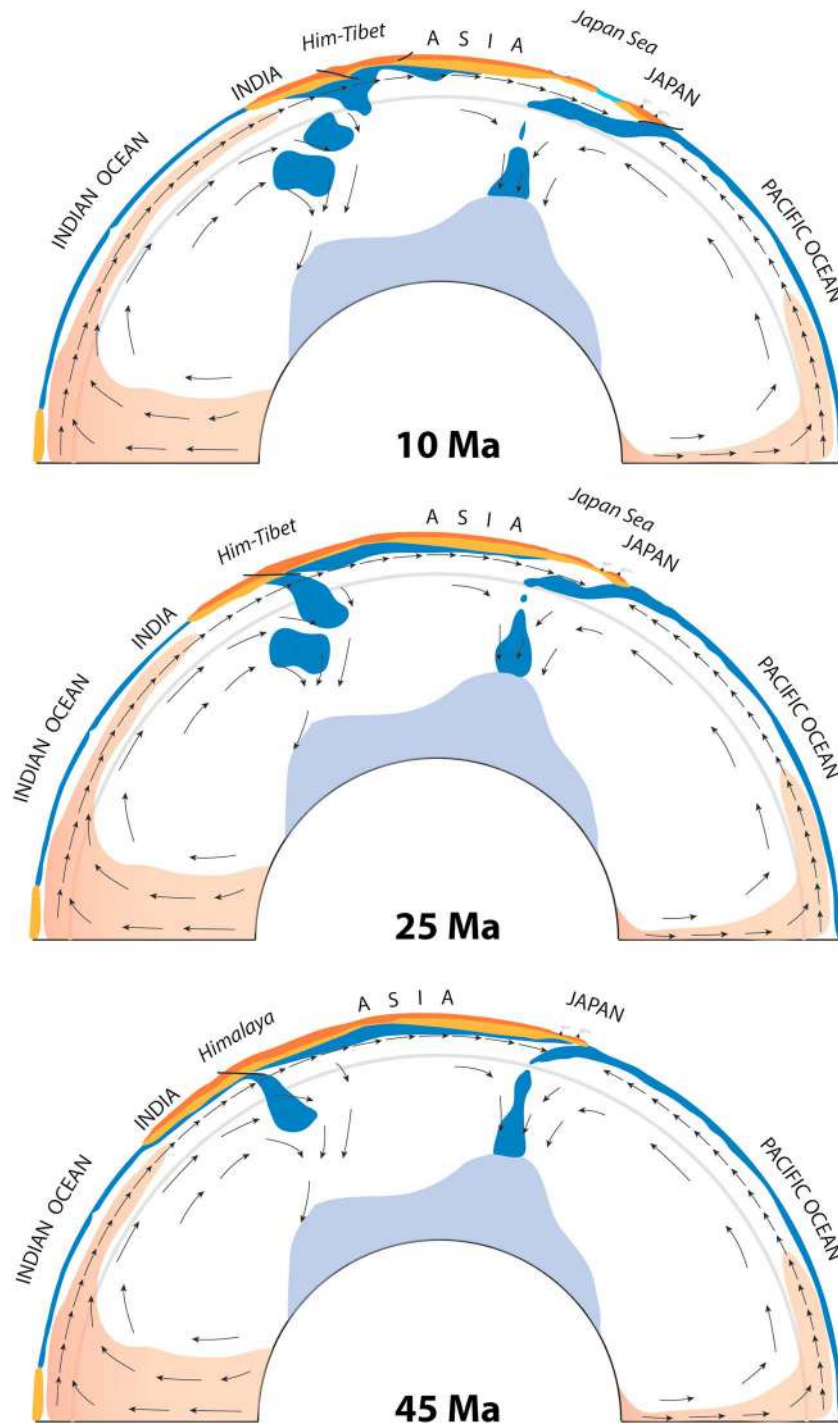 Him-Tibet
A S I A
Japan Sea
INDIA
JAPAN
INDIAN OCEAN
PACIFIC OCEAN
10 Ma
Him-Tibet
A S I A
Japan Sea
JAPAN
INDIA
INDIAN OCEAN
PACIFIC OCEAN
25 Ma
Himalaya
A S I A
JAPAN
INDIA
INDIAN OCEAN
PACIFIC OCEAN
45 Ma